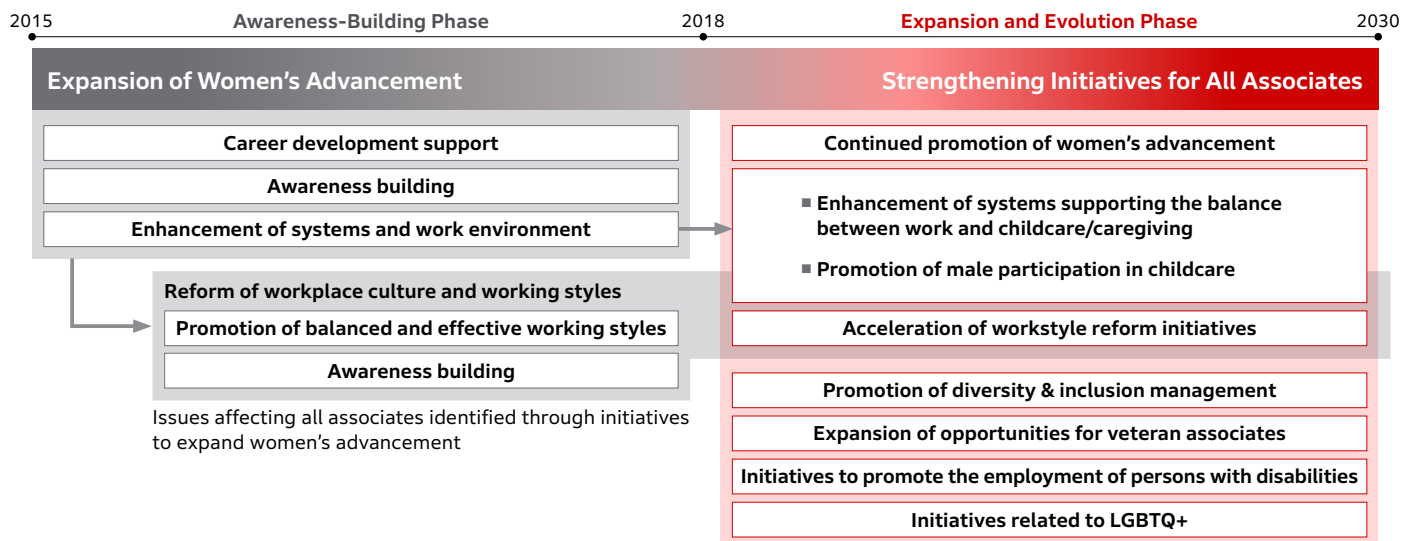 2015
Awareness-Building Phase
2018
Expansion and Evolution Phase
2030
Expansion of Women’s Advancement
Strengthening Initiatives for All Associates
Career development support
Awareness building
Enhancement of systems and work environment
Reform of workplace culture and working styles
Promotion of balanced and effective working styles
Awareness building
Issues affecting all associates identified through initiatives
to expand women’s advancement
Continued promotion of women’s advancement
■ Enhancement of systems supporting the balance
between work and childcare/caregiving
■ Promotion of male participation in childcare
Acceleration of workstyle reform initiatives
Promotion of diversity & inclusion management
Expansion of opportunities for veteran associates
Initiatives to promote the employment of persons with disabilities
Initiatives related to LGBTQ+